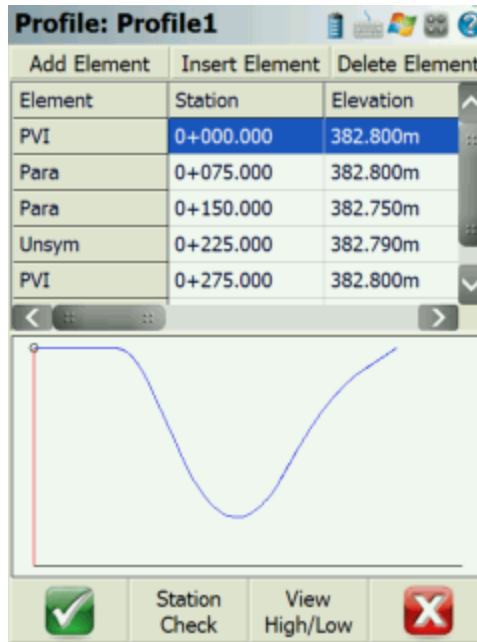 Profile: Profile1
Add Element Insert Element Delete Element
Element Station Elevation
PVI 0+000.000 382.800m
Para 0+075.000 382.800m
Para 0+150.000 382.750m
Unsym 0+225.000 382.790m
PVI 0+275.000 382.800m
Station Check
View High/Low